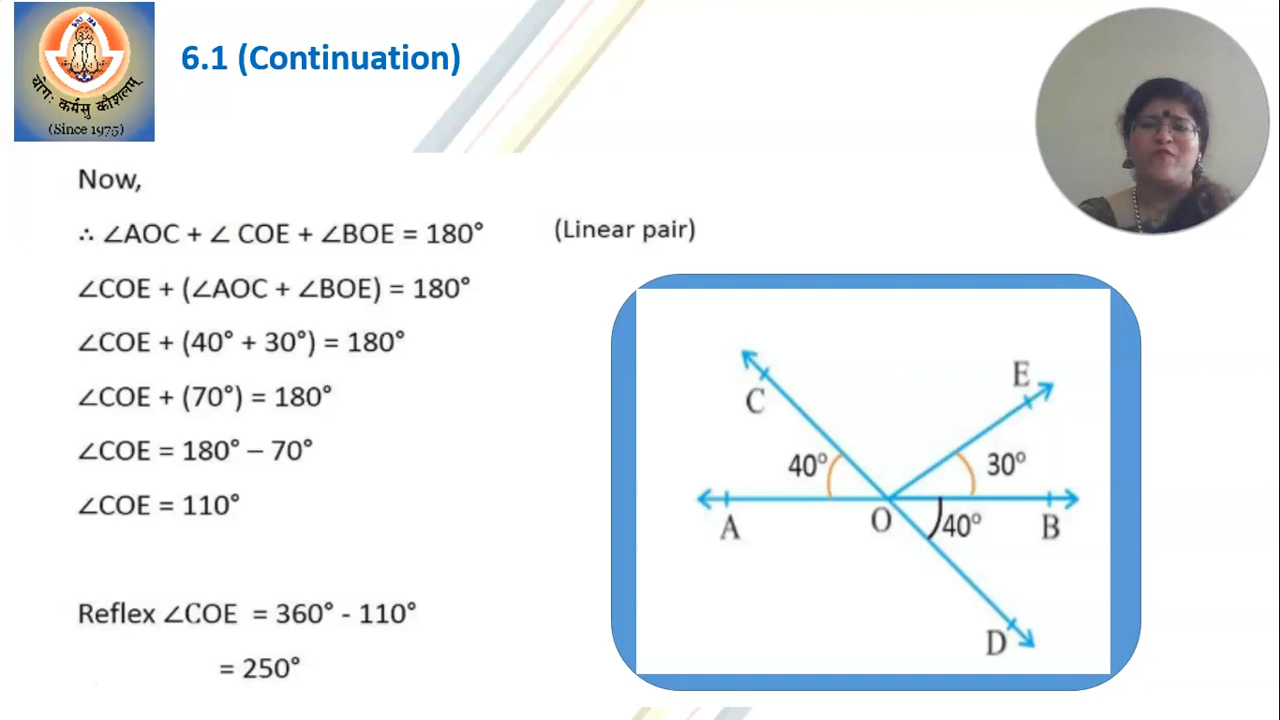 योगः कर्मसु कौशलम्
(Since 1975)
6.1 (Continuation)
Now,
∴ ∠AOC + ∠ COE + ∠BOE = 180° (Linear pair)
∠COE + (∠AOC + ∠BOE) = 180°
∠COE + (40° + 30°) = 180°
∠COE + (70°) = 180°
∠COE = 180° – 70°
∠COE = 110°
Reflex ∠COE = 360° - 110°
= 250°
C
E
40°
30°
A
O
40°
B
D